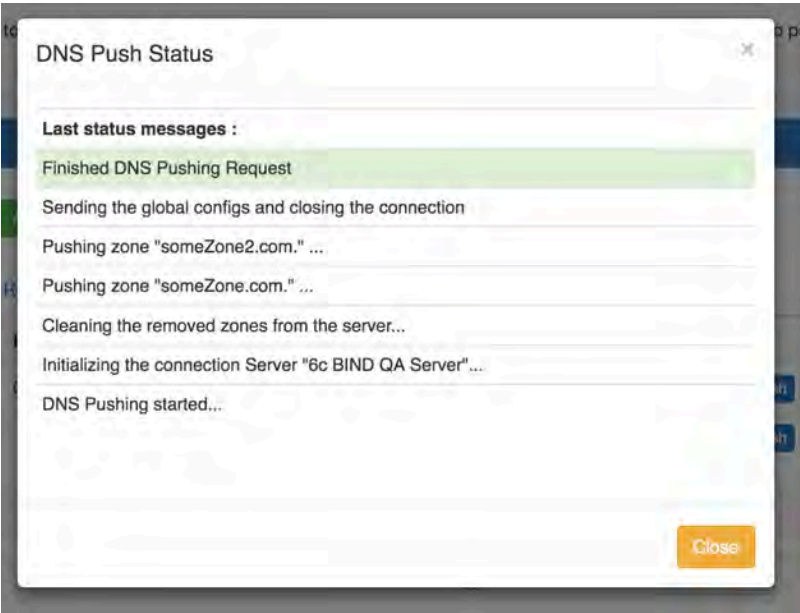 DNS Push Status
×
Last status messages :
Finished DNS Pushing Request
Sending the global configs and closing the connection
Pushing zone "someZone2.com." ...
Pushing zone "someZone.com." ...
Cleaning the removed zones from the server...
Initializing the connection Server "6c BIND QA Server"...
DNS Pushing started...
Close